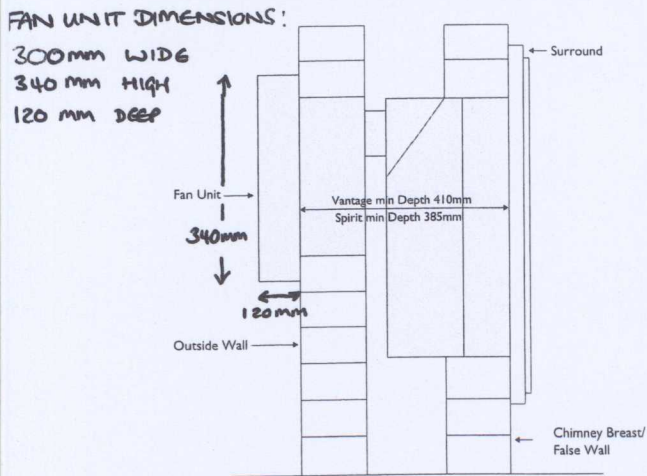 FAN UNIT DIMENSIONS:
300mm WIDE
340 mm HIGH
120 mm DEEP
Surround
Fan Unit
Vantage min Depth 410mm
Spirit min Depth 385mm
340mm
120mm
Outside Wall
Chimney Breast/
False Wall